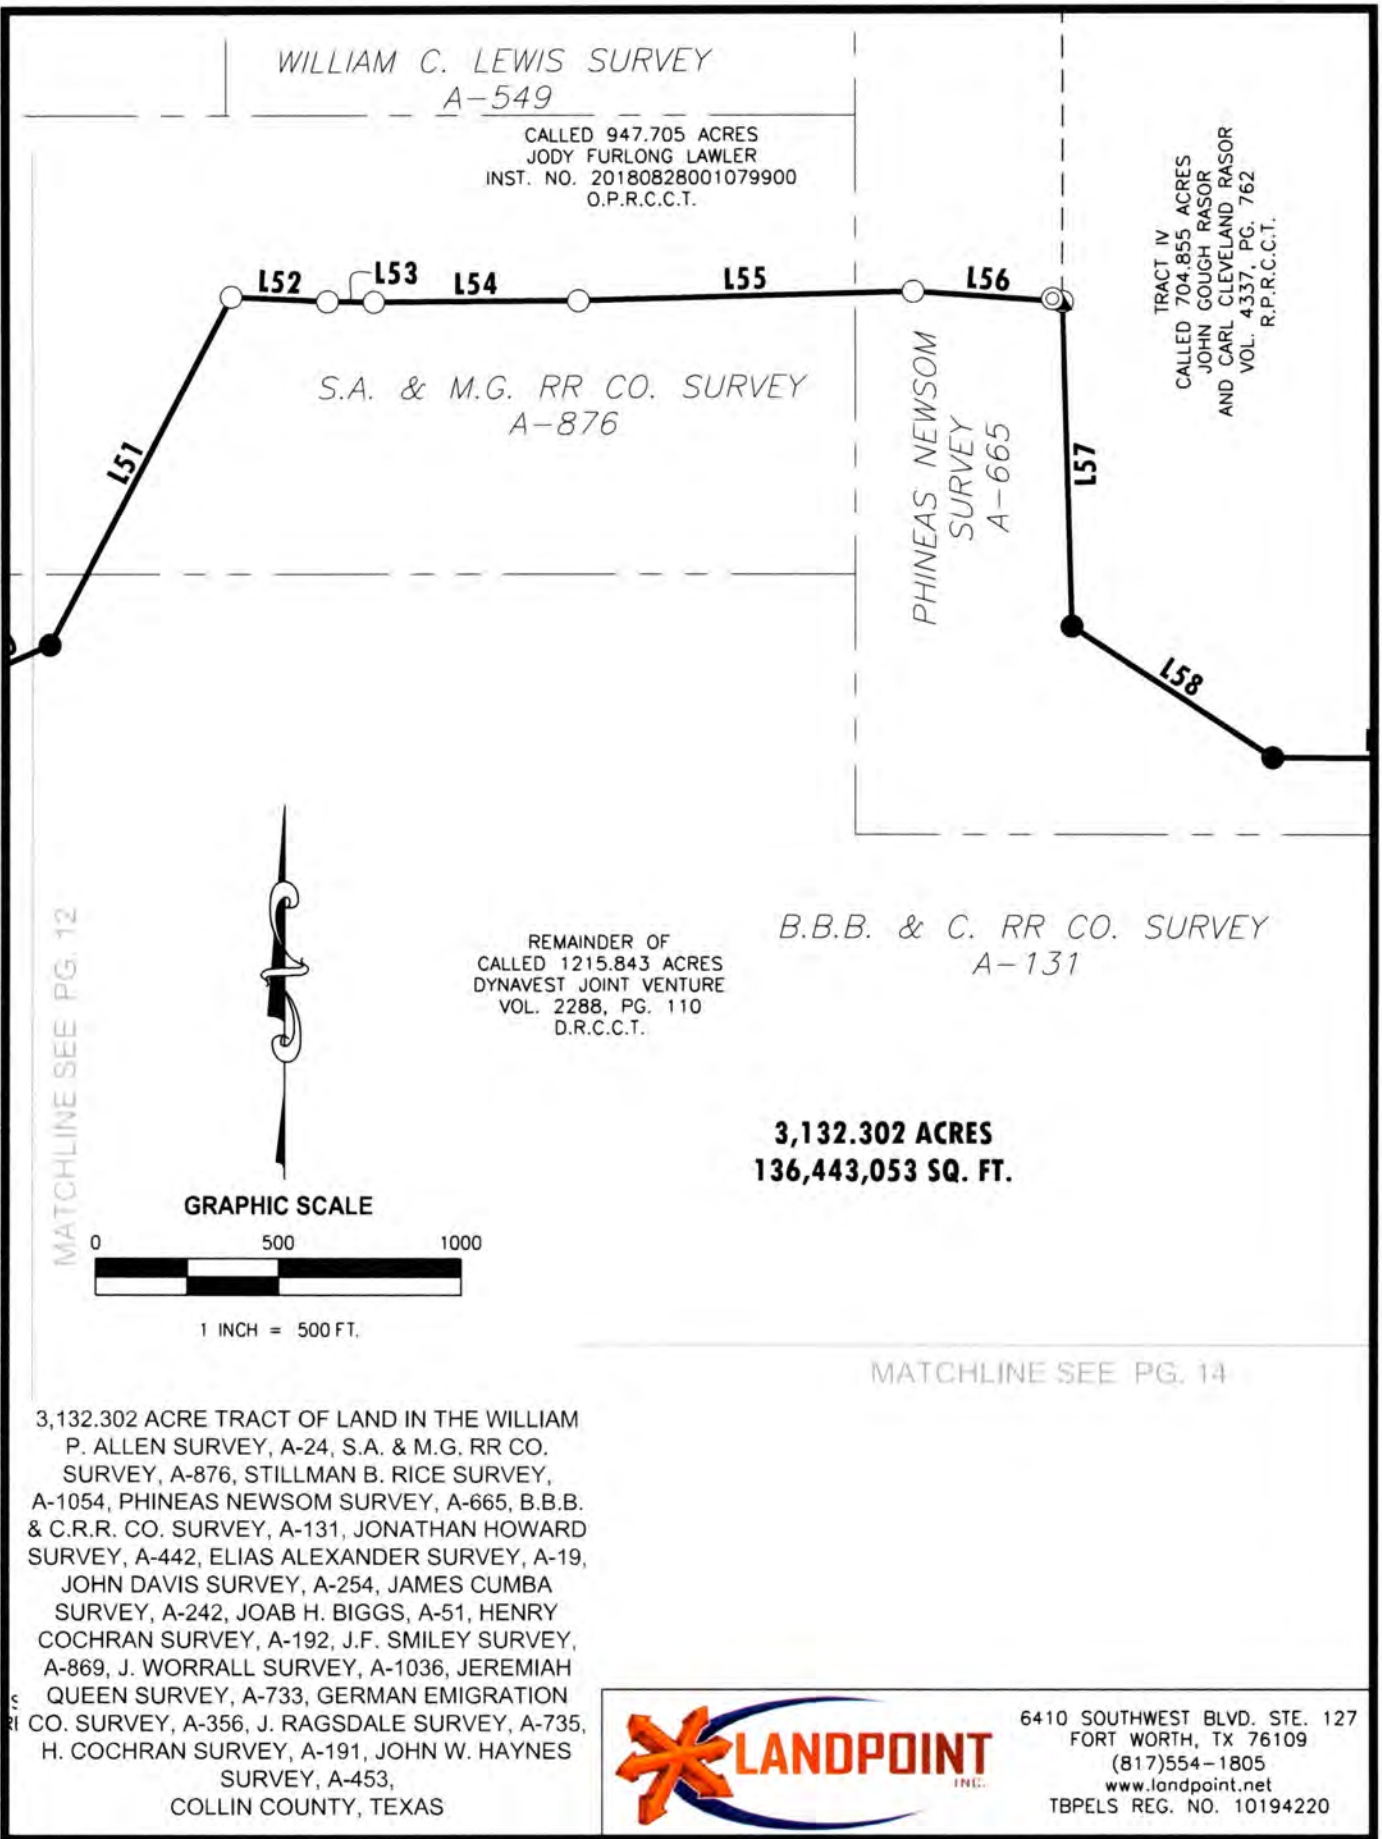 WILLIAM C. LEWIS SURVEY
A-549
CALLED 947.705 ACRES
JODY FURLONG LAWLER
INST. NO. 20180828001079900
O.P.R.C.C.T.
TRACT IV
CALLED 704.855 ACRES
JOHN GOUGH RASOR
AND CARL CLEVELAND RASOR
VOL. 4337, PG. 762
R.P.R.C.C.T.
L52
L53
L54
L55
L56
S.A. & M.G. RR CO. SURVEY
A-876
PHINEAS NEWSOM
SURVEY
A-665
L51
L57
L58
MATCHLINE SEE PG. 12
REMAINDER OF
CALLED 1215.843 ACRES
DYNAVEST JOINT VENTURE
VOL. 2288, PG. 110
D.R.C.C.T.
B.B.B. & C. RR CO. SURVEY
A-131
3,132.302 ACRES
136,443,053 SQ. FT.
GRAPHIC SCALE
0 500 1000
1 INCH = 500 FT.
MATCHLINE SEE PG. 14
3,132.302 ACRE TRACT OF LAND IN THE WILLIAM
P. ALLEN SURVEY, A-24, S.A. & M.G. RR CO.
SURVEY, A-876, STILLMAN B. RICE SURVEY,
A-1054, PHINEAS NEWSOM SURVEY, A-665, B.B.B.
& C.R.R. CO. SURVEY, A-131, JONATHAN HOWARD
SURVEY, A-442, ELIAS ALEXANDER SURVEY, A-19,
JOHN DAVIS SURVEY, A-254, JAMES CUMBA
SURVEY, A-242, JOAB H. BIGGS, A-51, HENRY
COCHRAN SURVEY, A-192, J.F. SMILEY SURVEY,
A-869, J. WORRALL SURVEY, A-1036, JEREMIAH
QUEEN SURVEY, A-733, GERMAN EMIGRATION
CO. SURVEY, A-356, J. RAGSDALE SURVEY, A-735,
H. COCHRAN SURVEY, A-191, JOHN W. HAYNES
SURVEY, A-453,
COLLIN COUNTY, TEXAS
LANDPOINT
INC.
6410 SOUTHWEST BLVD. STE. 127
FORT WORTH, TX 76109
(817)554-1805
www.landpoint.net
TBPELS REG. NO. 10194220